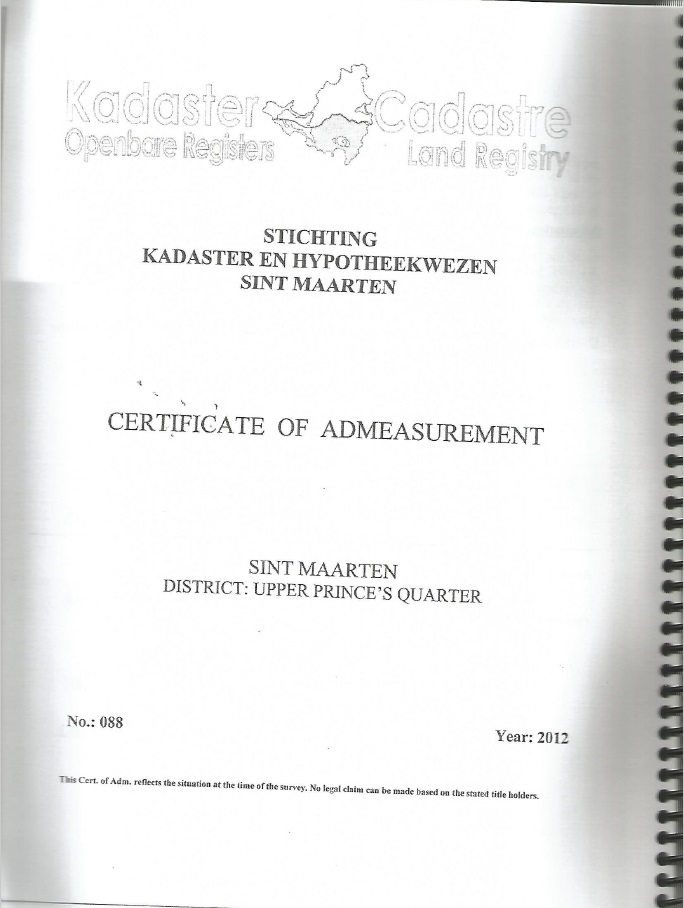 Kadaster Cadastre
Openbare Registers Land Registry
STICHTING
KADASTER EN HYPOTHEEKWEZEN
SINT MAARTEN
CERTIFICATE OF ADMEASUREMENT
SINT MAARTEN
DISTRICT: UPPER PRINCE'S QUARTER
No.: 088
Year: 2012
This Cert. of Adm. reflects the situation at the time of the survey. No legal claim can be made based on the stated title holders.